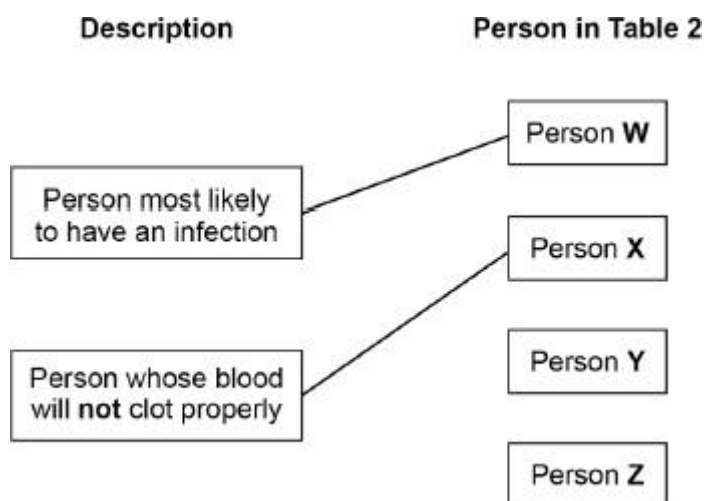 Description
Person in Table 2
Person W
Person most likely
to have an infection
Person X
Person Y
Person whose blood
will not clot properly
Person Z